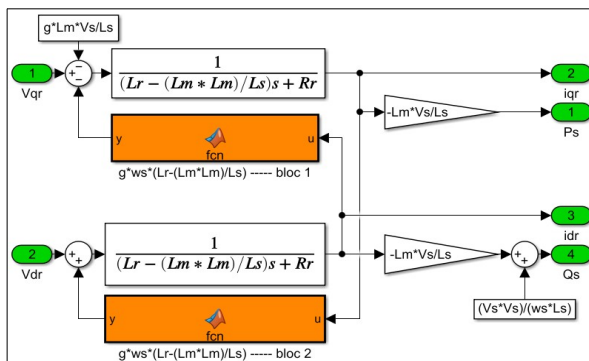 g*Lm*Vs/Ls
1
Vqr
1
(Lr − (Lm ∗ Lm)/Ls)s + Rr
2
iqr
-Lm*Vs/Ls
1
Ps
y
fcn
u
g*ws*(Lr-(Lm*Lm)/Ls) ----- bloc 1
3
idr
2
Vdr
1
(Lr − (Lm ∗ Lm)/Ls)s + Rr
-Lm*Vs/Ls
4
Qs
y
fcn
u
(Vs*Vs)/(ws*Ls)
g*ws*(Lr-(Lm*Lm)/Ls) ----- bloc 2